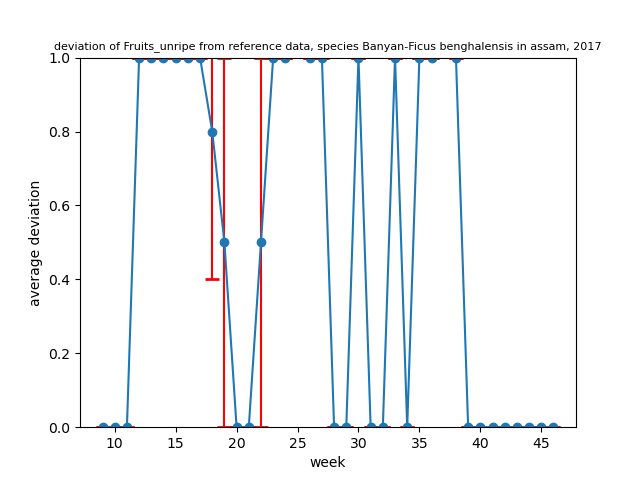 deviation of Fruits_unripe from reference data, species Banyan-Ficus benghalensis in assam, 2017
1.0
0.8
0.6
0.4
0.2
0.0
average deviation
10 15 20 25 30 35 40 45
week